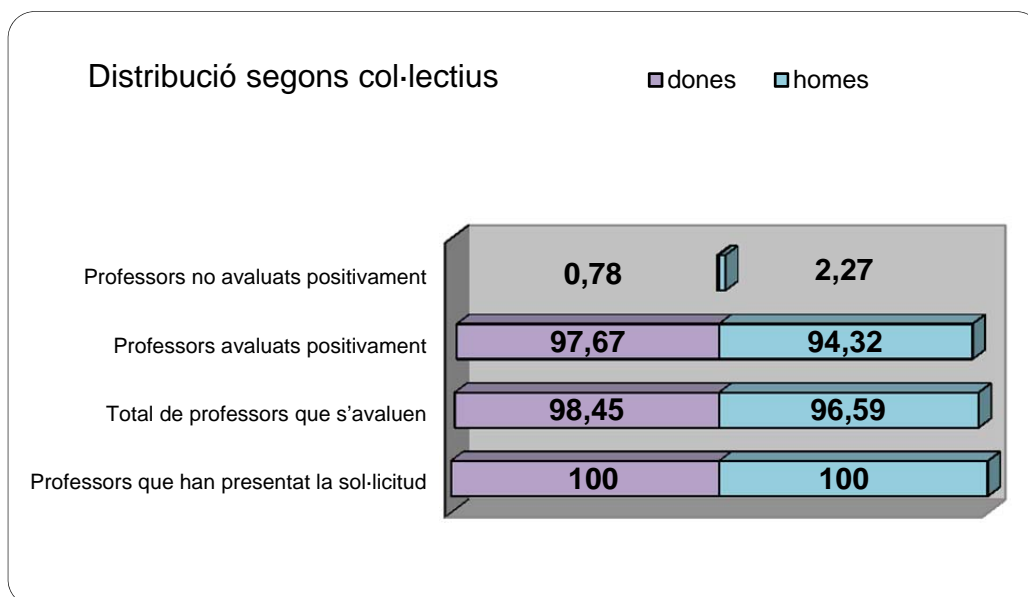 Distribució segons col·lectius
dones homes
Professors no avaluats positivament 0,78 2,27
Professors avaluats positivament 97,67 94,32
Total de professors que s’avaluen 98,45 96,59
Professors que han presentat la sol·licitud 100 100